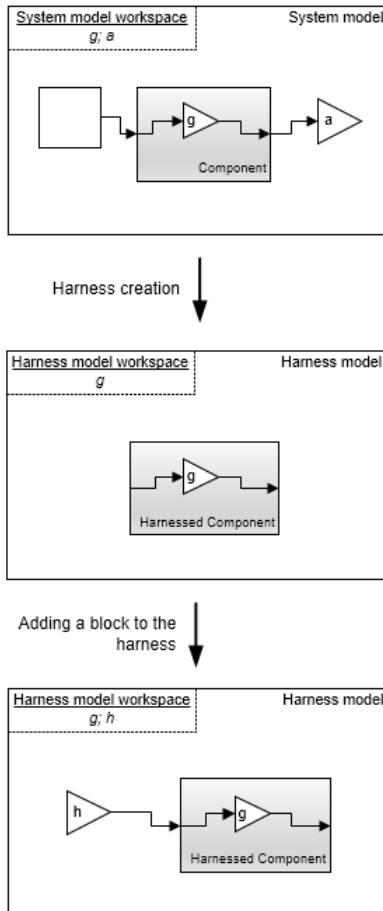 System model workspace
System model
g; a
g
a
Component
Harness creation
Harness model workspace
Harness model
g
g
Harnessed Component
Adding a block to the
harness
Harness model workspace
Harness model
g; h
h
g
Harnessed Component